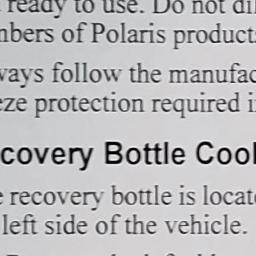 ready to use. Do not dil
nbers of Polaris product
ways follow the manufac
eze protection required i
covery Bottle Cool
e recovery bottle is locate
left side of the vehicle.